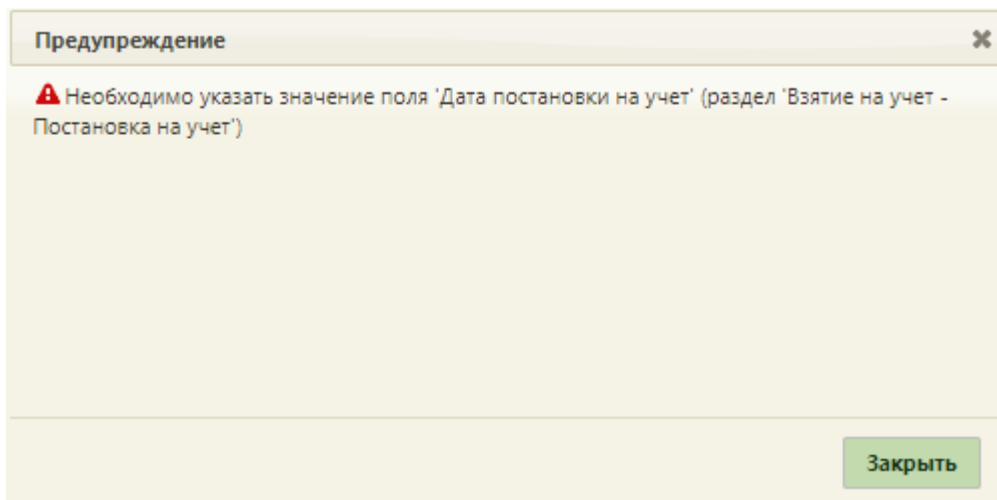 Предупреждение
Необходимо указать значение поля 'Дата постановки на учет' (раздел 'Взятие на учет -
Постановка на учет')
Закрыть